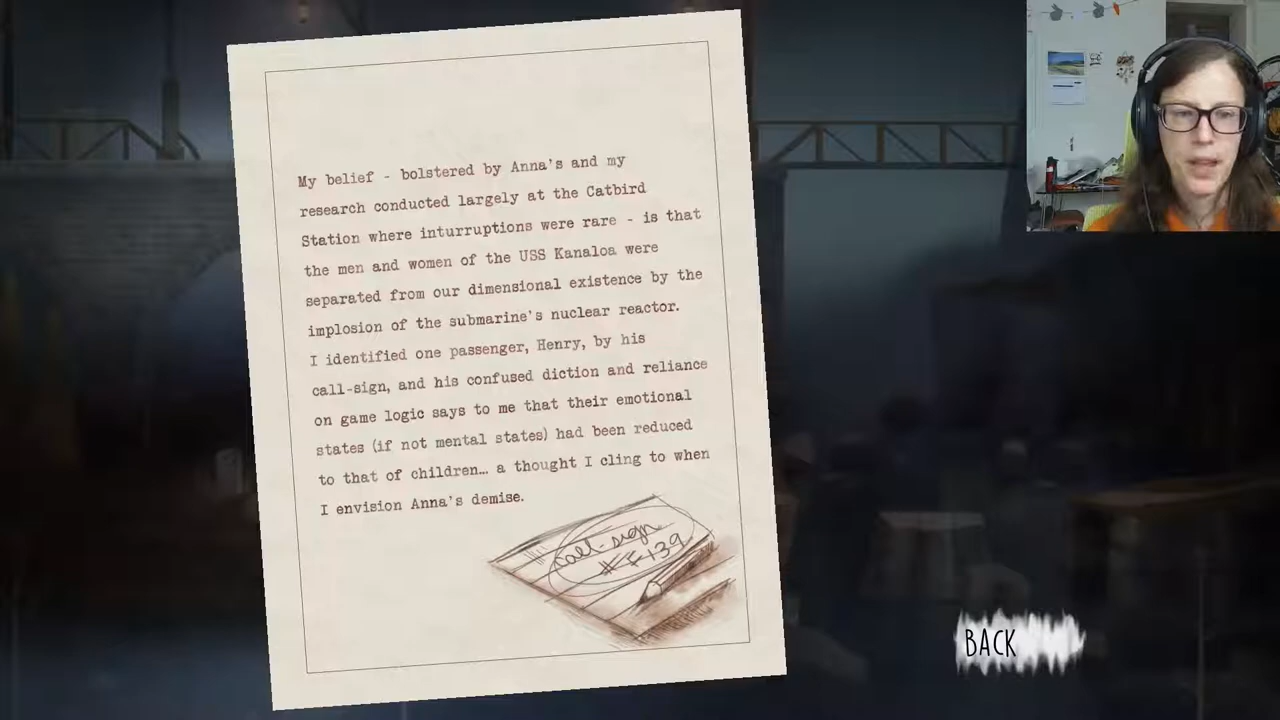 My belief - bolstered by Anna's and my
research conducted largely at the Catbird
Station where inturruptions were rare - is that
the men and women of the USS Kanaloa were
separated from our dimensional existence by the
implosion of the submarine's nuclear reactor.
I identified one passenger, Henry, by his
call-sign, and his confused diction and reliance
on game logic says to me that their emotional
states (if not mental states) had been reduced
to that of children… a thought I cling to when
I envision Anna's demise.
call-sign
# F-139
BACK